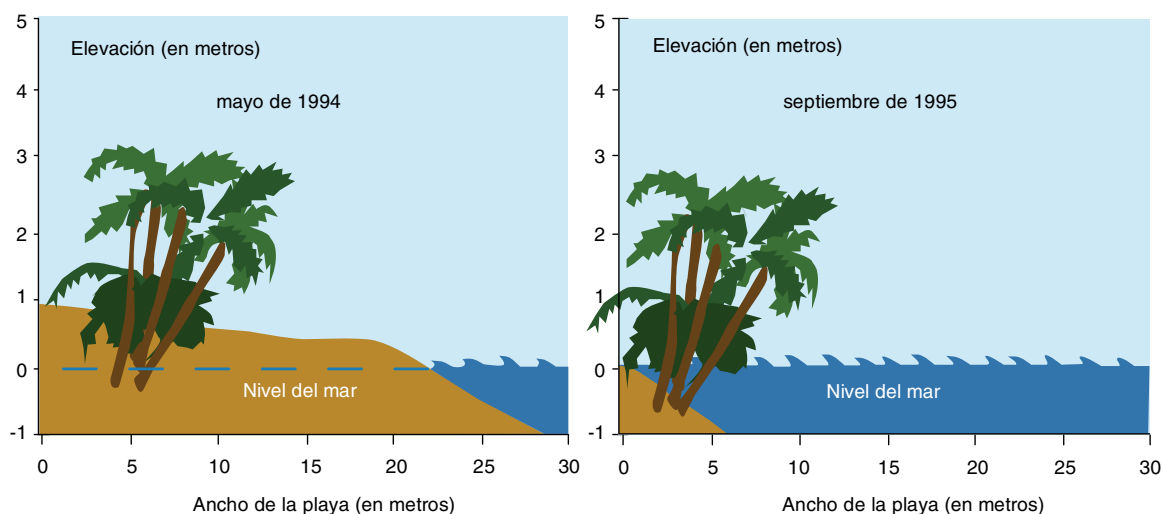 5
Elevación (en metros)
4
mayo de 1994
3
2
1
0
Nivel del mar
-1
0 5 10 15 20 25 30
Ancho de la playa (en metros)
5
Elevación (en metros)
4
septiembre de 1995
3
2
1
0
Nivel del mar
-1
0 5 10 15 20 25 30
Ancho de la playa (en metros)